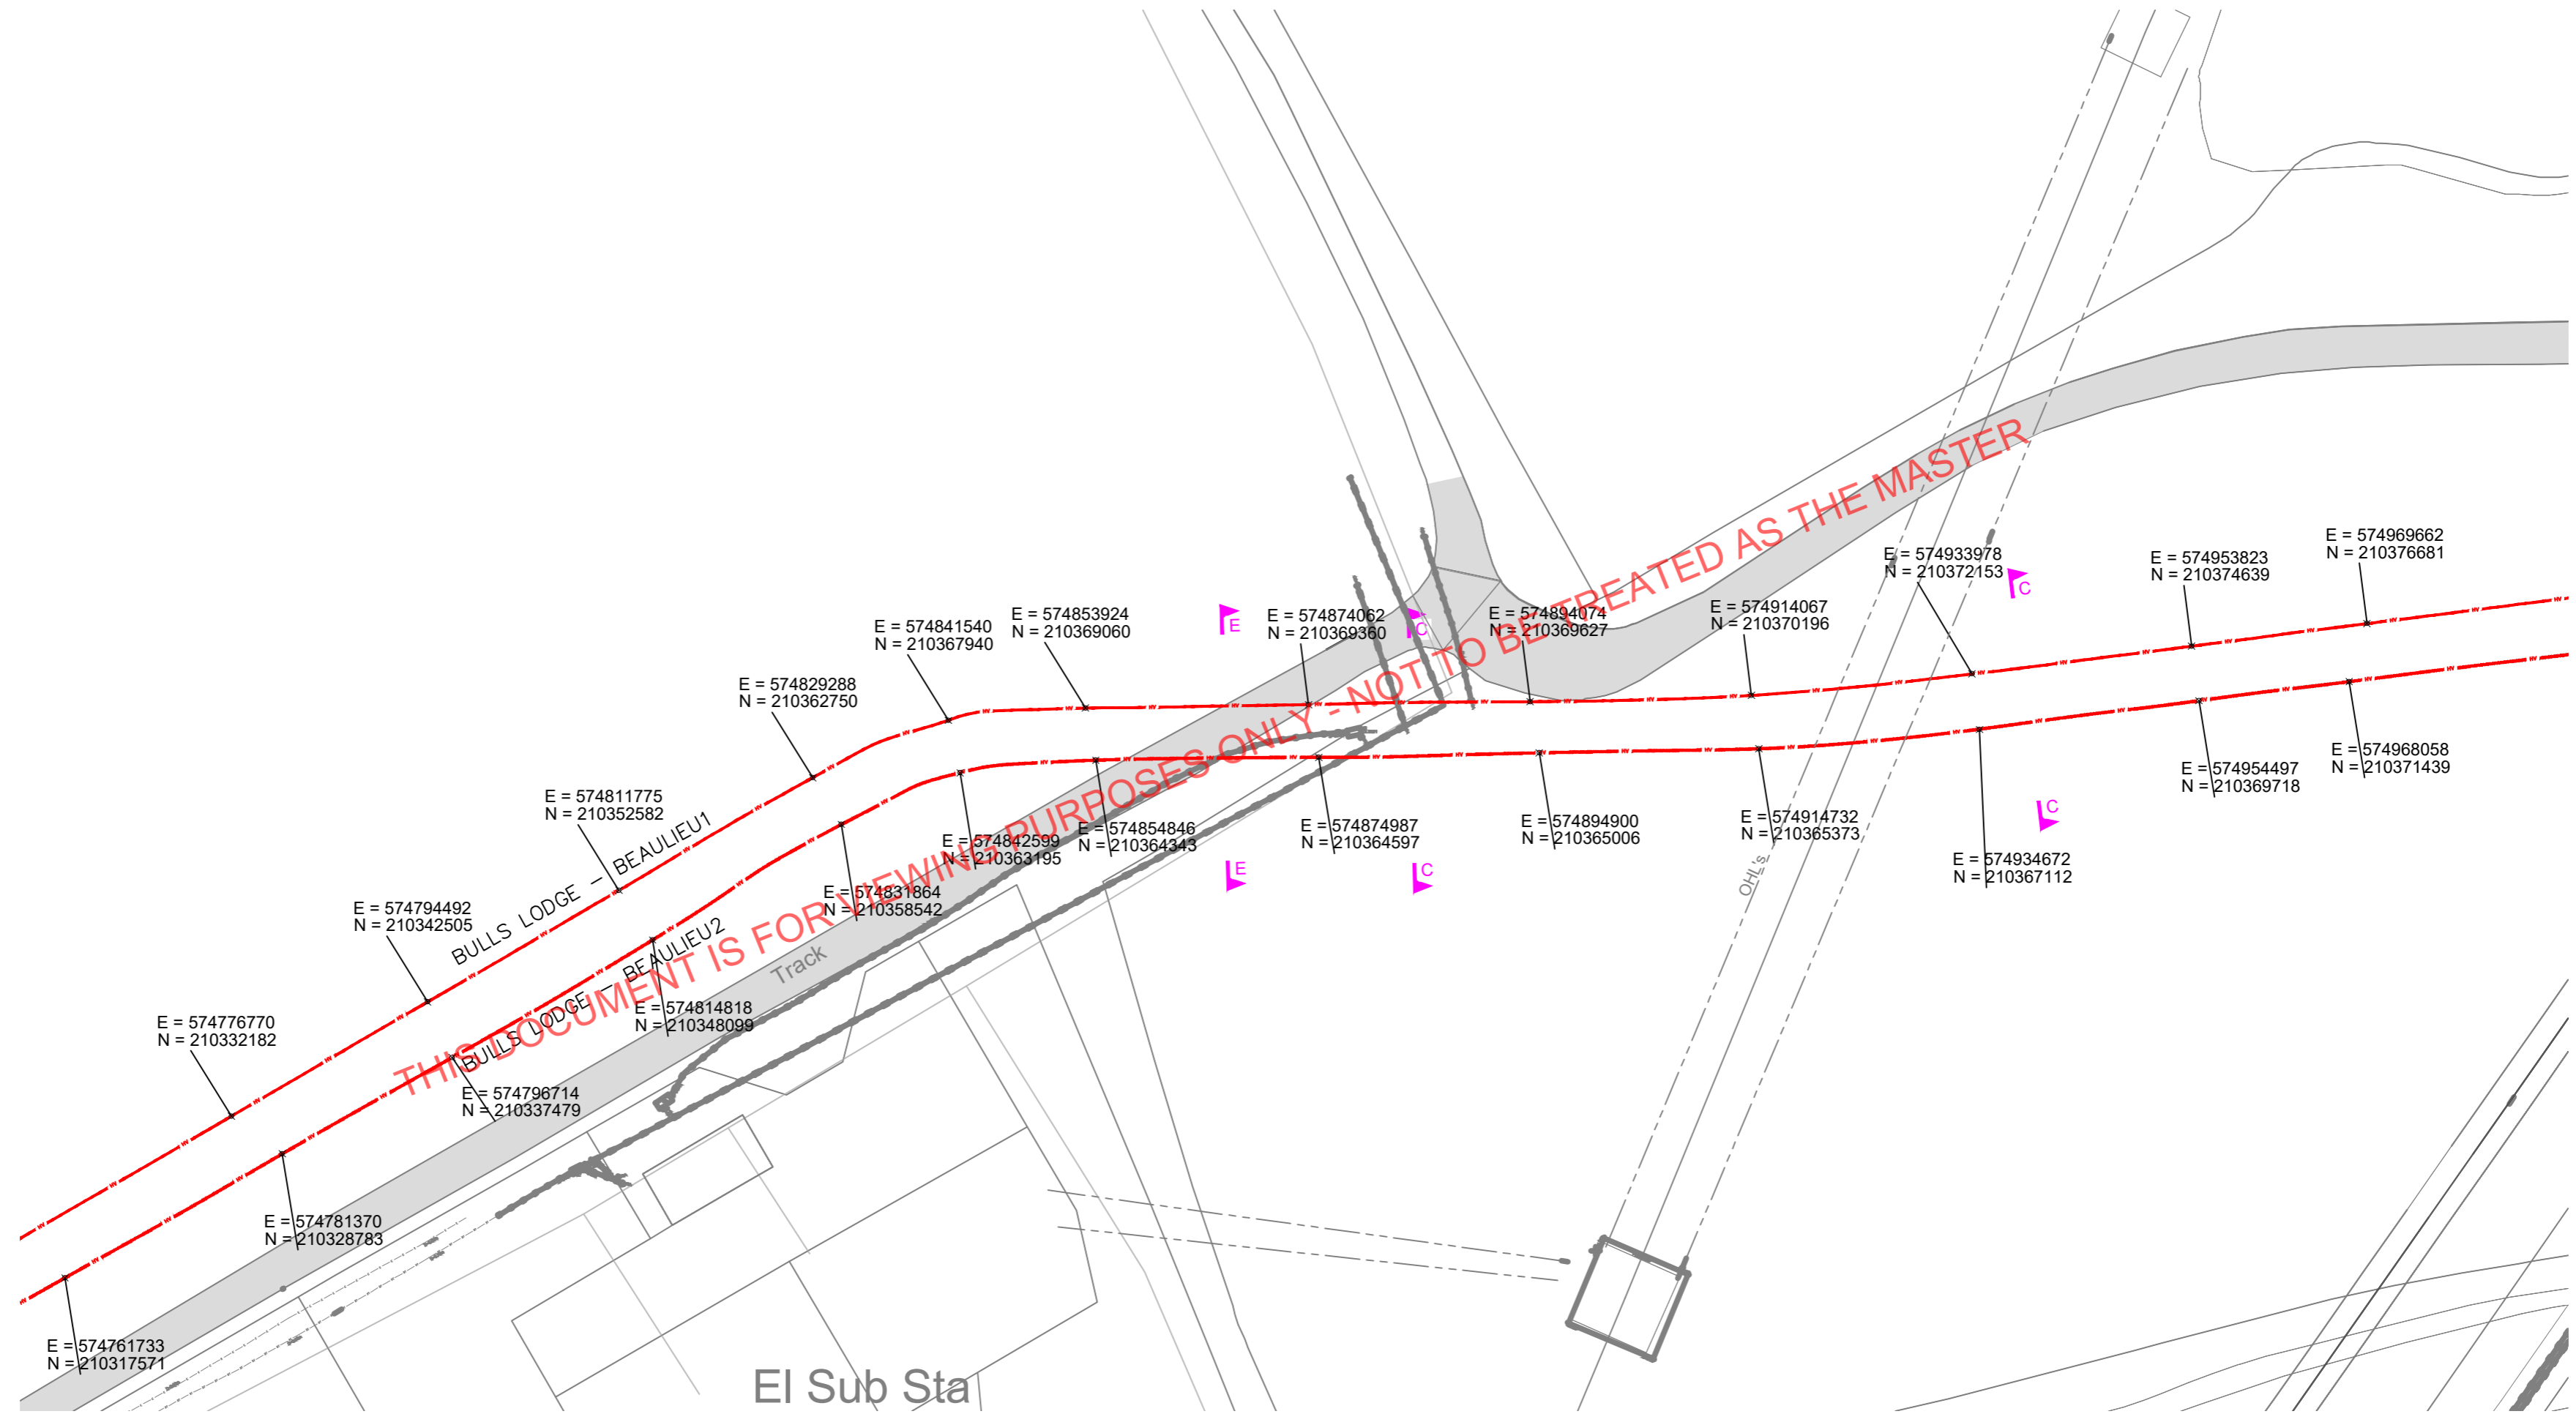 E = 574969662
N = 210376681
E = 574933978
N = 210372153
E = 574953823
N = 210374639
C
E = 574853924
N = 210369060
E = 574841540
N = 210367940
E
E = 574874062
N = 210369360
C
E = 574894074
N = 210369627
E = 574914067
N = 210370196
E = 574829288
N = 210362750
E = 574968058
N = 210371439
E = 574954497
N = 210369718
E = 574811775
N = 210352582
C
BULLS LODGE - BEAULIEU1
E = 574842599
N = 210363195
E = 574854846
N = 210364343
E = 574874987
N = 210364597
E = 574894900
N = 210365006
E = 574914732
N = 210365373
E = 574934672
N = 210367112
E
C
OHL's
E = 574831864
N = 210358542
E = 574794492
N = 210342505
BULLS LODGE - BEAULIEU2
Track
THIS DOCUMENT IS FOR VIEWING PURPOSES ONLY - NOT TO BE TREATED AS THE MASTER
E = 574814818
N = 210348099
E = 574776770
N = 210332182
E = 574796714
N = 210337479
E = 574781370
N = 210328783
E = 574761733
N = 210317571
El Sub Sta